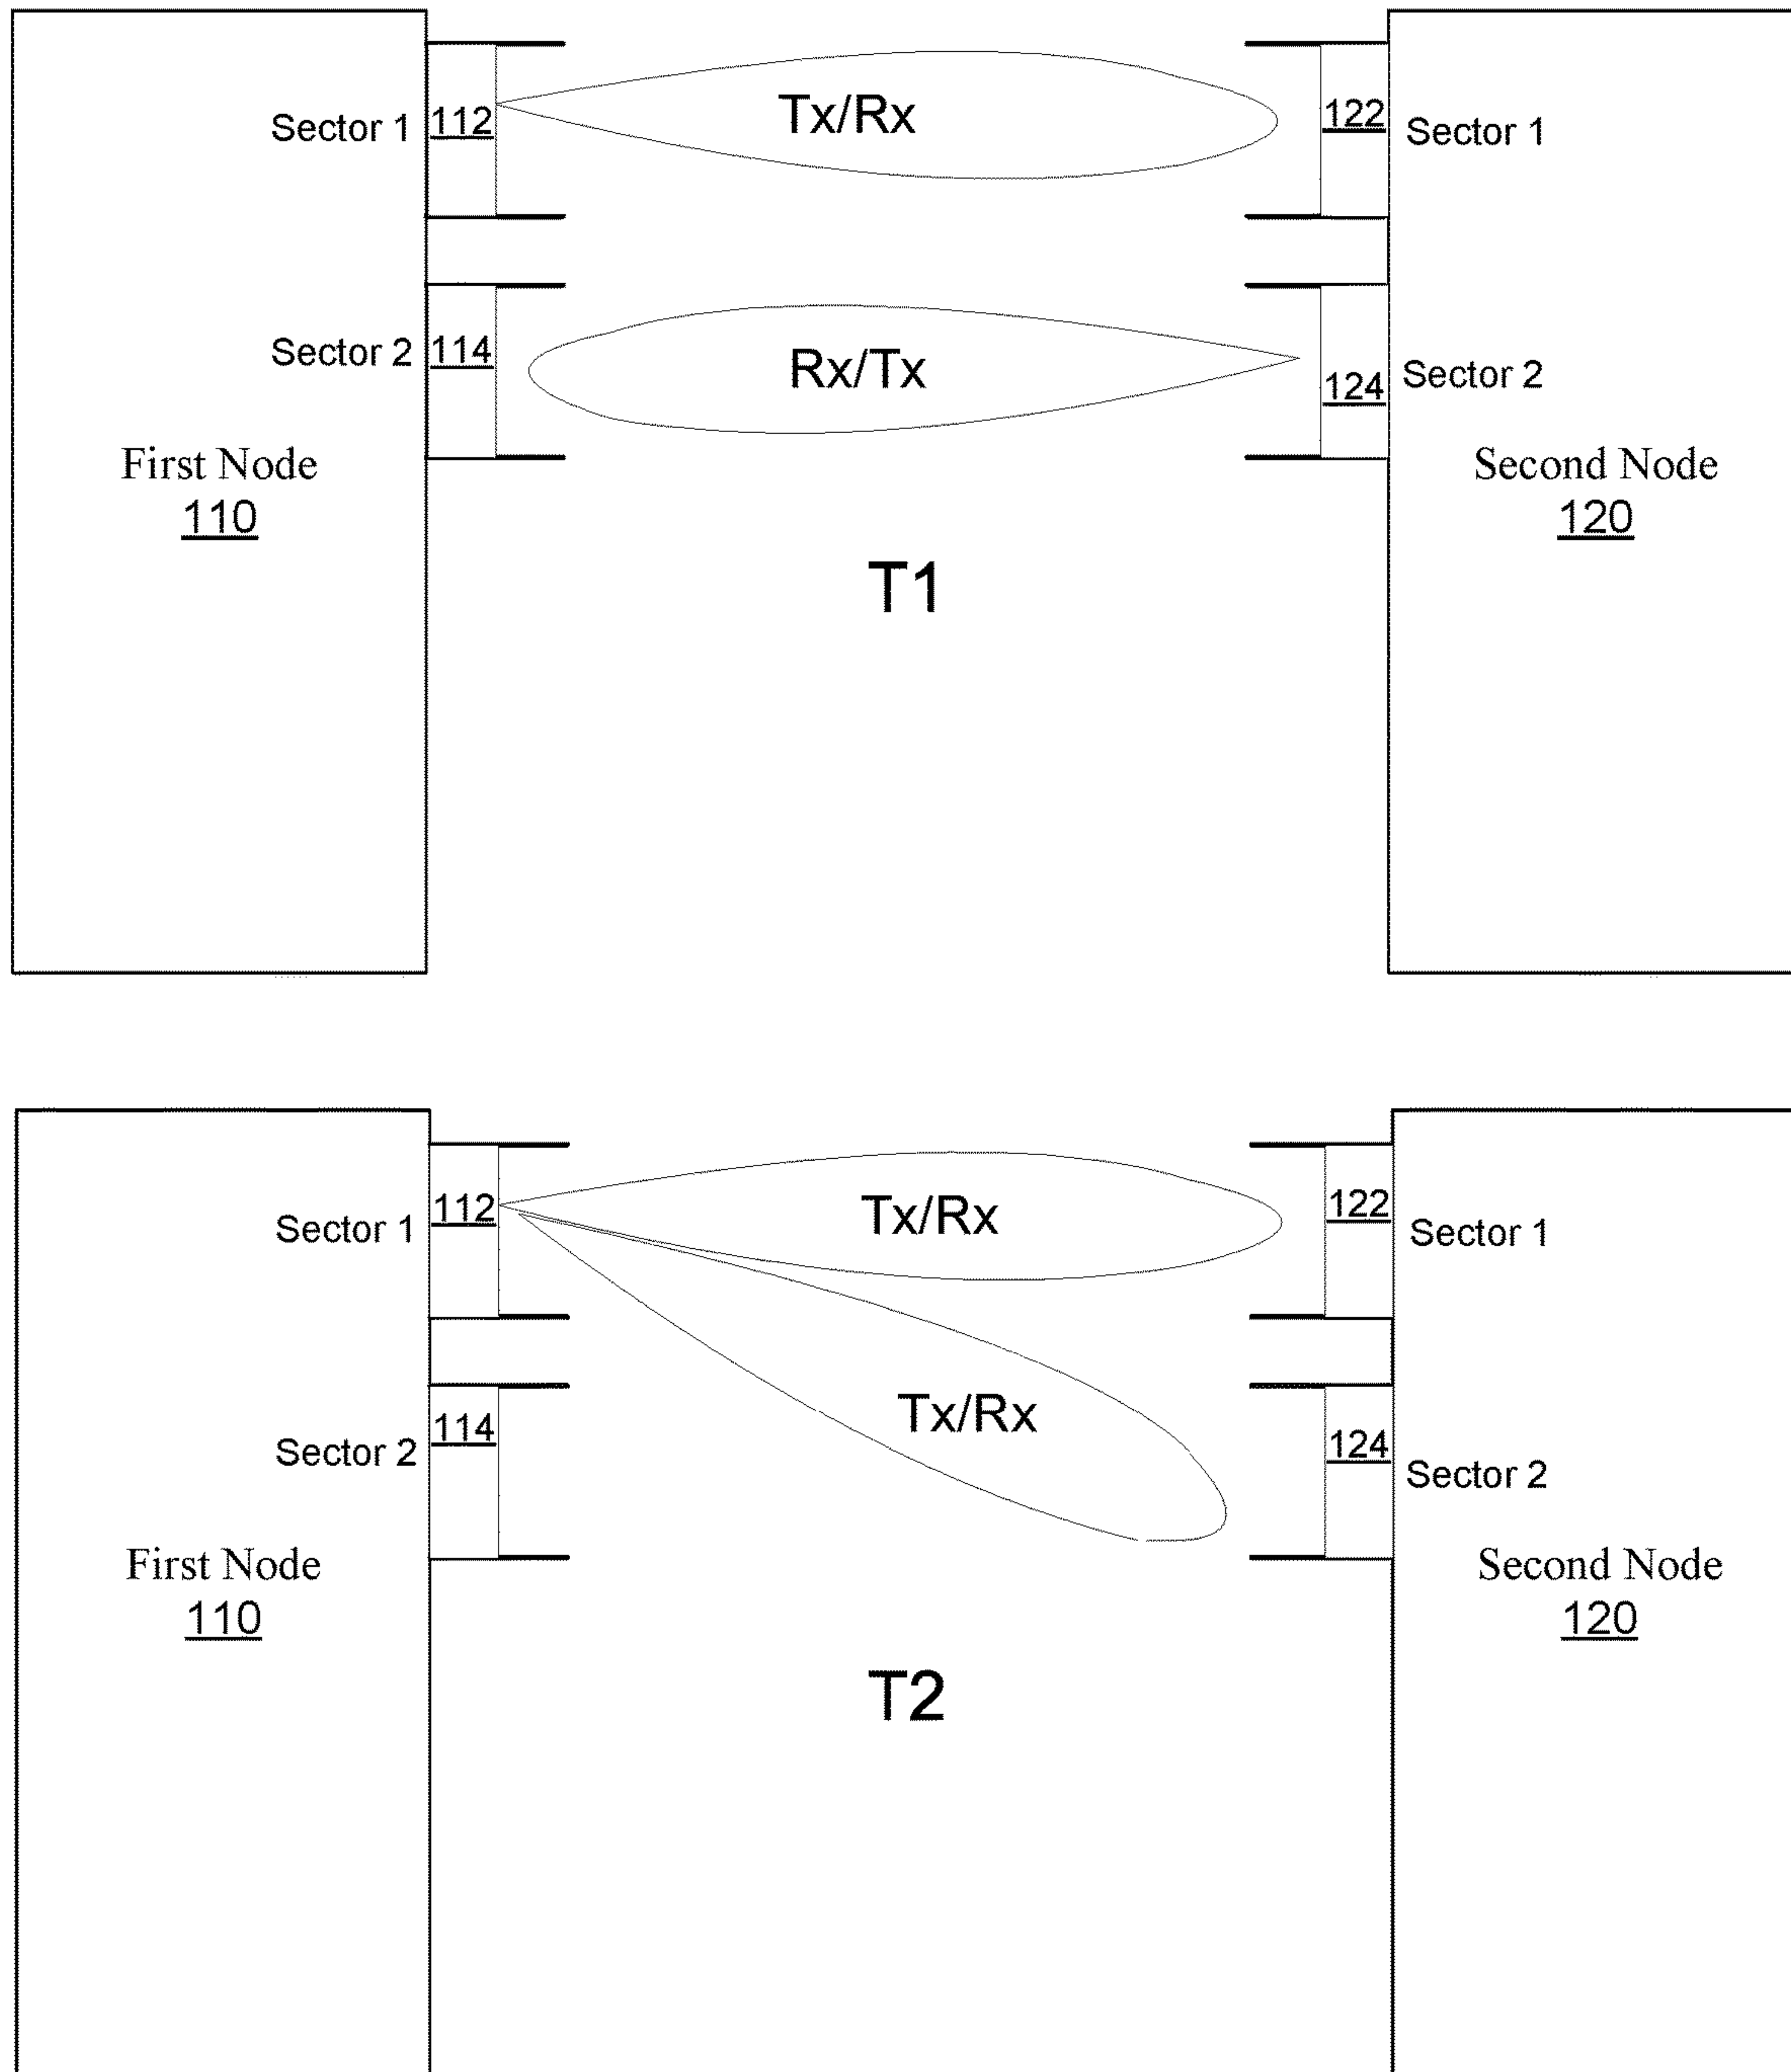 Tx/Rx
Sector 1 112
122 Sector 1
Sector 2 114
Rx/Tx
124 Sector 2
First Node
110
Second Node
120
T1
Tx/Rx
Sector 1 112
122 Sector 1
Tx/Rx
Sector 2 114
124 Sector 2
First Node
110
Second Node
120
T2